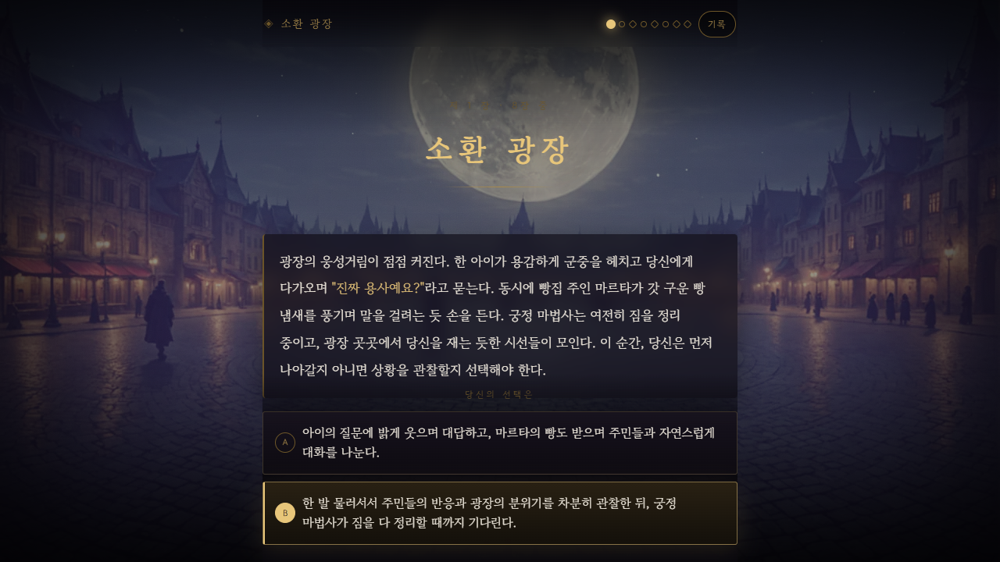 ◈ 소환 광장
기록
소환 광장
광장의 웅성거림이 점점 커진다. 한 아이가 용감하게 군중을 헤치고 당신에게
다가오며 "진짜 용사예요?"라고 묻는다. 동시에 빵집 주인 마르타가 갓 구운 빵
냄새를 풍기며 말을 걸려는 듯 손을 든다. 궁정 마법사는 여전히 짐을 정리
중이고, 광장 곳곳에서 당신을 재는 듯한 시선들이 모인다. 이 순간, 당신은 먼저
나아갈지 아니면 상황을 관찰할지 선택해야 한다.
당신의 선택은
A
아이의 질문에 밝게 웃으며 대답하고, 마르타의 빵도 받으며 주민들과 자연스럽게
대화를 나눈다.
B
한 발 물러서서 주민들의 반응과 광장의 분위기를 차분히 관찰한 뒤, 궁정
마법사가 짐을 다 정리할 때까지 기다린다.